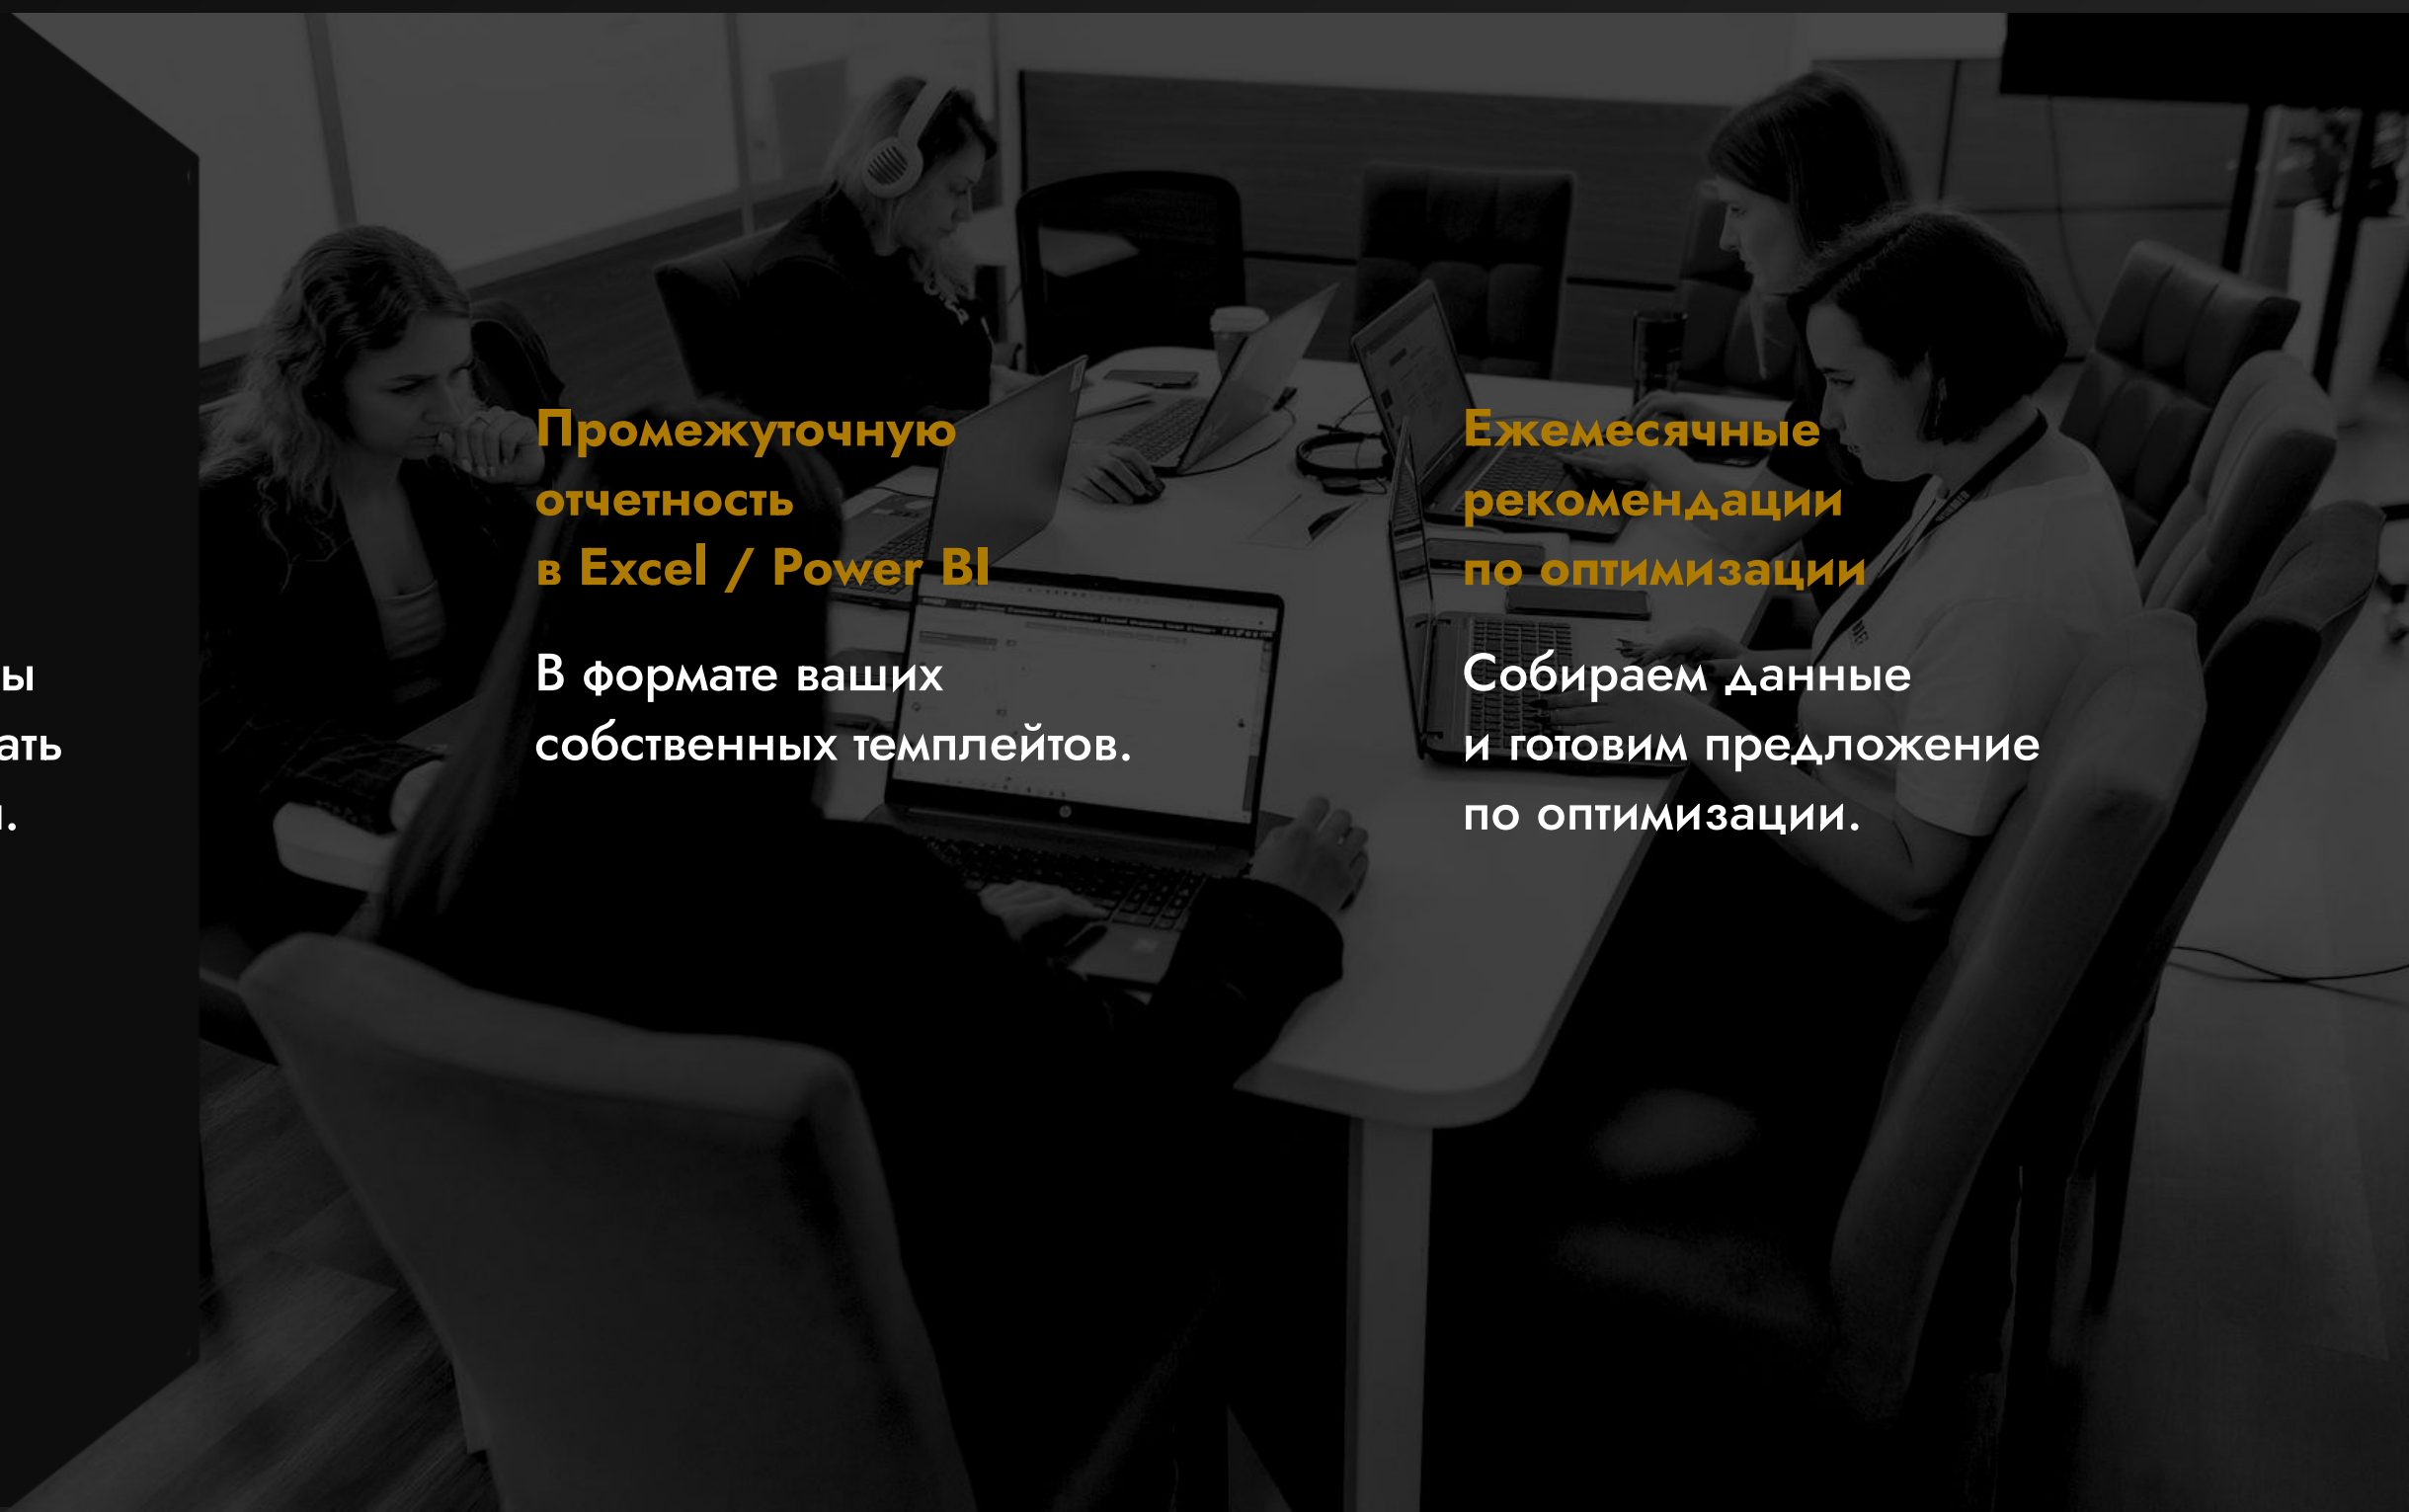 ы
ать
Промежуточную
отчетность
в Excel / Power BI
В формате ваших
собственных темплейтов.
Ежемесячные
рекомендации
по оптимизации
Собираем данные
и готовим предложение
по оптимизации.